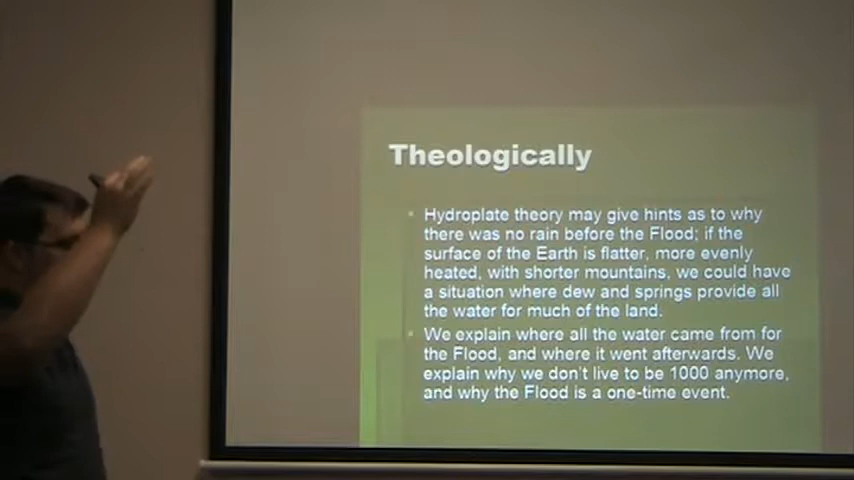 Theologically
Hydroplate theory may give hints as to why
there was no rain before the Flood; if the
surface of the Earth is flatter, more evenly
heated, with shorter mountains, we could have
a situation where dew and springs provide all
the water for much of the land.
We explain where all the water came from for
the Flood, and where it went afterwards. We
explain why we don't live to be 1000 anymore,
and why the Flood is a one-time event.